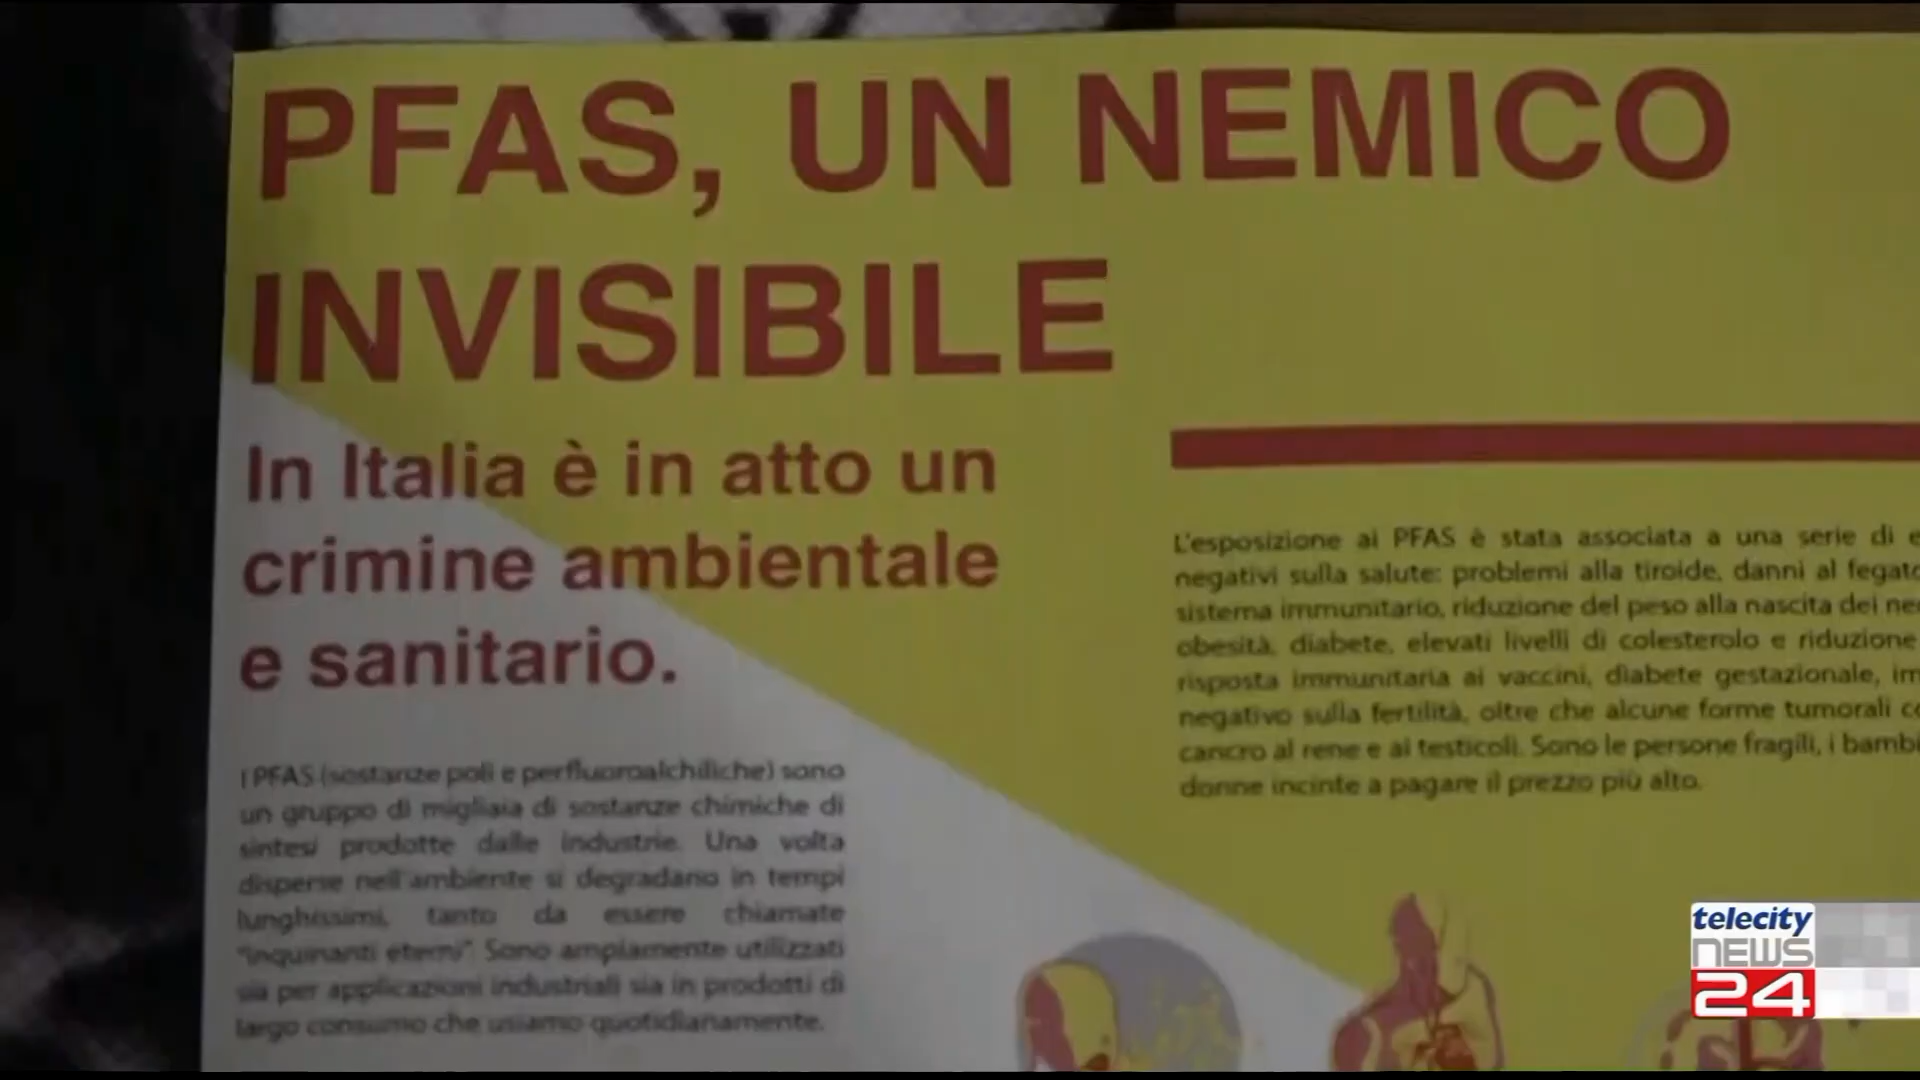 PFAS, UN NEMICO
INVISIBILE
In Italia è in atto un
crimine ambientale
e sanitario.
I PFAS (sostanze poli e perfluoroalchiliche) sono
un gruppo di migliaia di sostanze chimiche di
sintesi prodotte dalle industrie. Una volta
disperse nell'ambiente si degradano in tempi
lunghissimi, tanto da essere chiamate
"inquinanti eterni". Sono ampiamente utilizzati
sia per applicazioni industriali sia in prodotti di
largo consumo che usiamo quotidianamente.
L'esposizione ai PFAS è stata associata a una serie di e
negativi sulla salute: problemi alla tiroide, danni al fegato
sistema immunitario, riduzione del peso alla nascita dei ne
obesità, diabete, elevati livelli di colesterolo e riduzione
risposta immunitaria ai vaccini, diabete gestazionale, im
negativo sulla fertilità, oltre che alcune forme tumorali co
cancro al rene e ai testicoli. Sono le persone fragili, i bambi
donne incinte a pagare il prezzo più alto.
telecity
NEWS
24